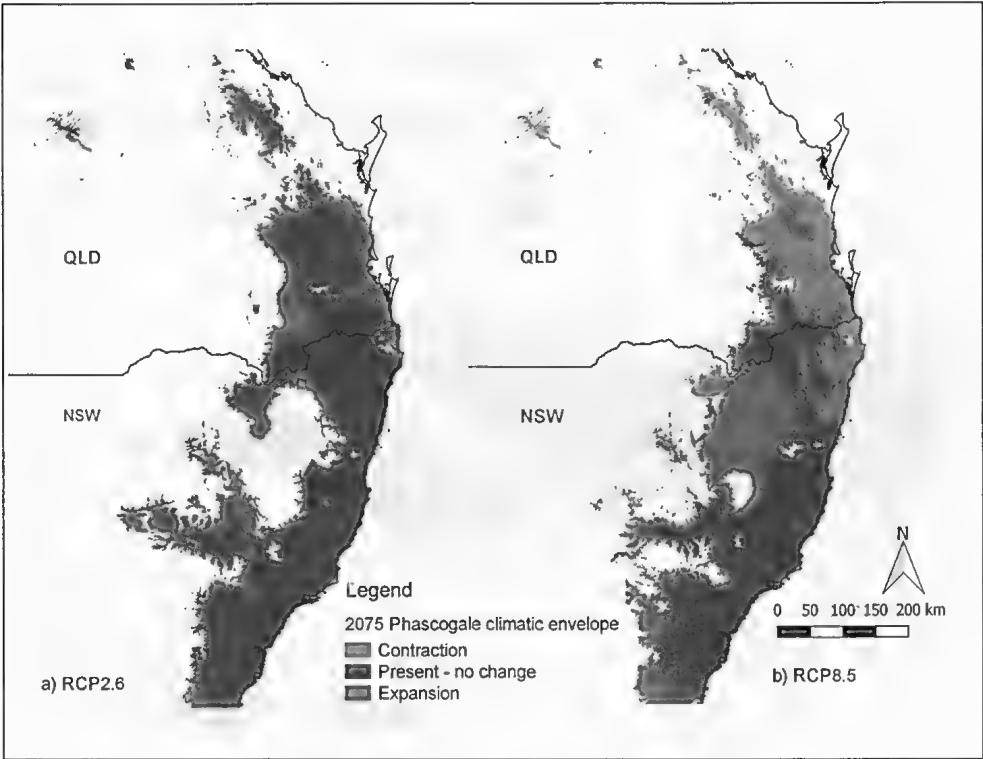 QLD
NSW
a) RCP2.6
Legend
2075 Phascogale climatic envelope
Contraction
Present - no change
Expansion
QLD
NSW
N
0 50 100 150 200 km
b) RCP8.5